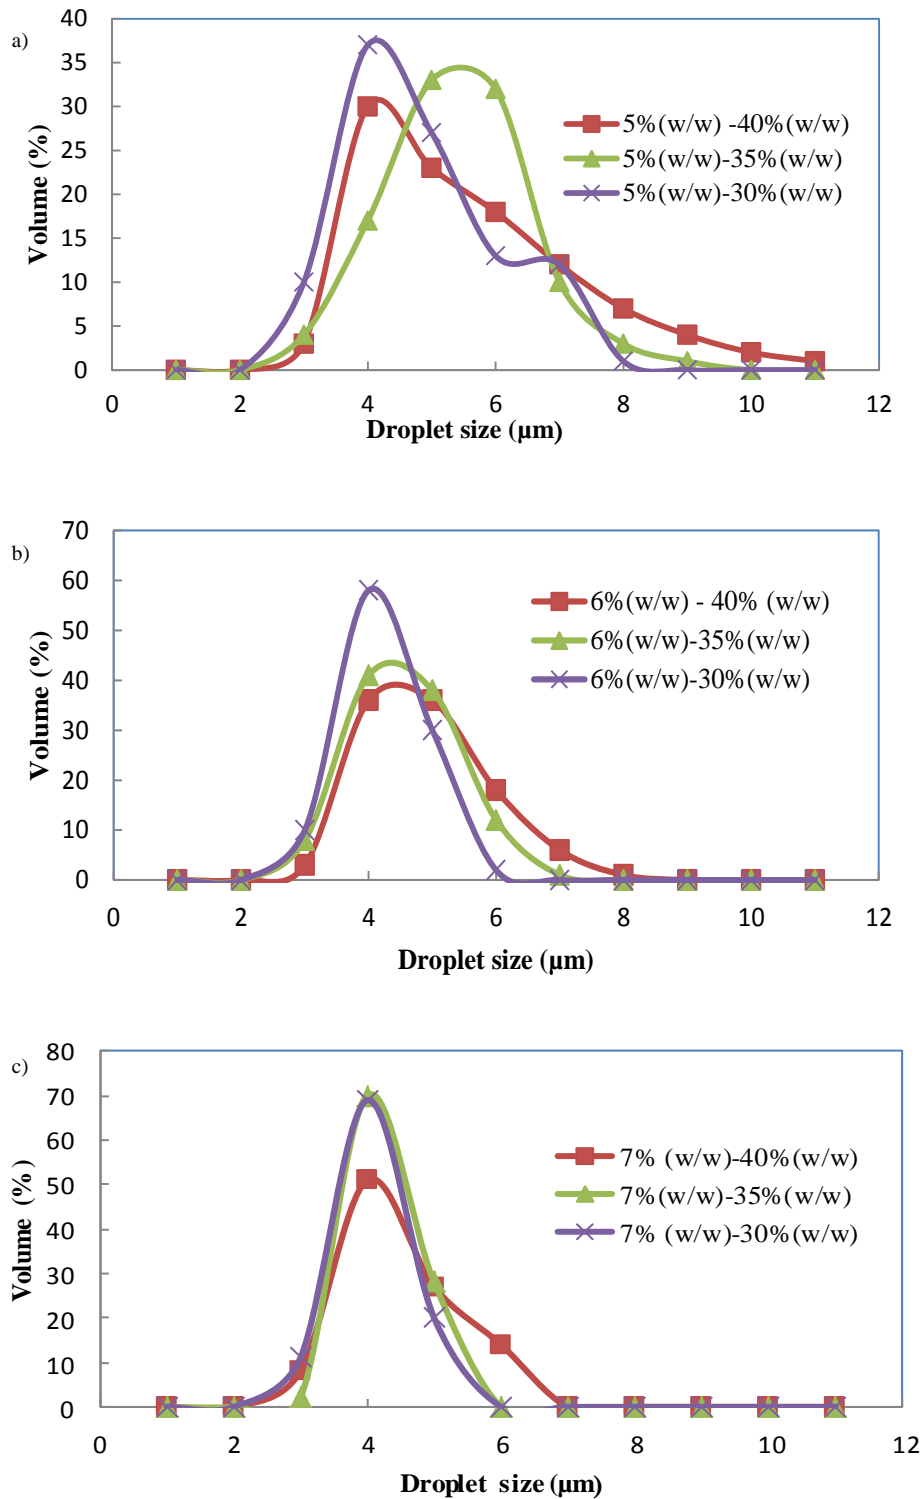 a)
40
35
30
25
20
15
10
5
0
Volume (%)
5%(w/w) -40%(w/w)
5%(w/w)-35%(w/w)
5%(w/w)-30%(w/w)
0 2 4 6 8 10 12
Droplet size (µm)
b)
70
60
50
40
30
20
10
0
Volume (%)
6%(w/w) - 40% (w/w)
6%(w/w)-35%(w/w)
6%(w/w)-30%(w/w)
0 2 4 6 8 10 12
Droplet size (µm)
c)
80
70
60
50
40
30
20
10
0
Volume (%)
7% (w/w)-40%(w/w)
7%(w/w)-35%(w/w)
7% (w/w)-30%(w/w)
0 2 4 6 8 10 12
Droplet size (µm)